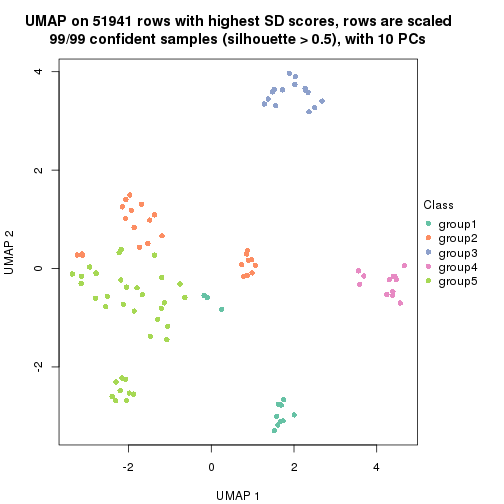 UMAP on 51941 rows with highest SD scores, rows are scaled
99/99 confident samples (silhouette > 0.5), with 10 PCs
4
2
0
-2
UMAP 2
-2
0
2
4
UMAP 1
Class
group1
group2
group3
group4
group5